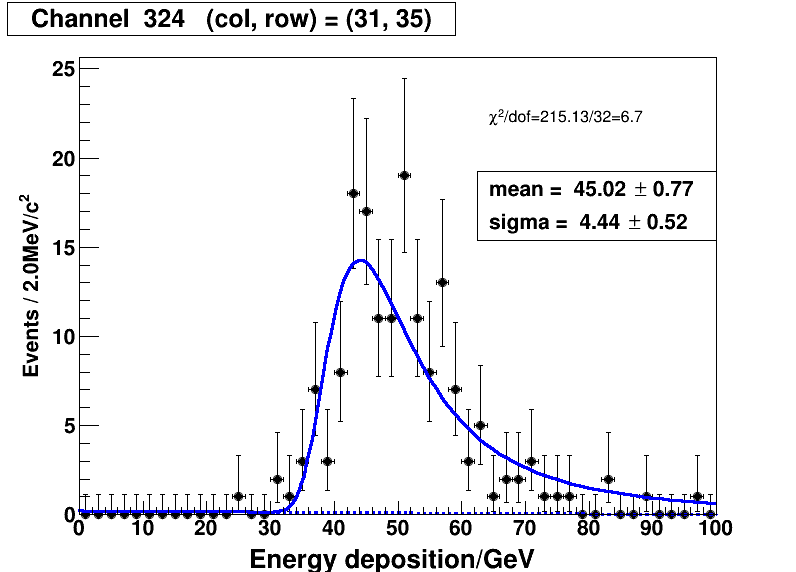 Channel 324 (col, row) = (31, 35)
χ²/dof=215.13/32=6.7
mean = 45.02 ± 0.77
sigma = 4.44 ± 0.52
Events / 2.0MeV/c²
25
20
15
10
5
0
0 10 20 30 40 50 60 70 80 90 100
Energy deposition/GeV